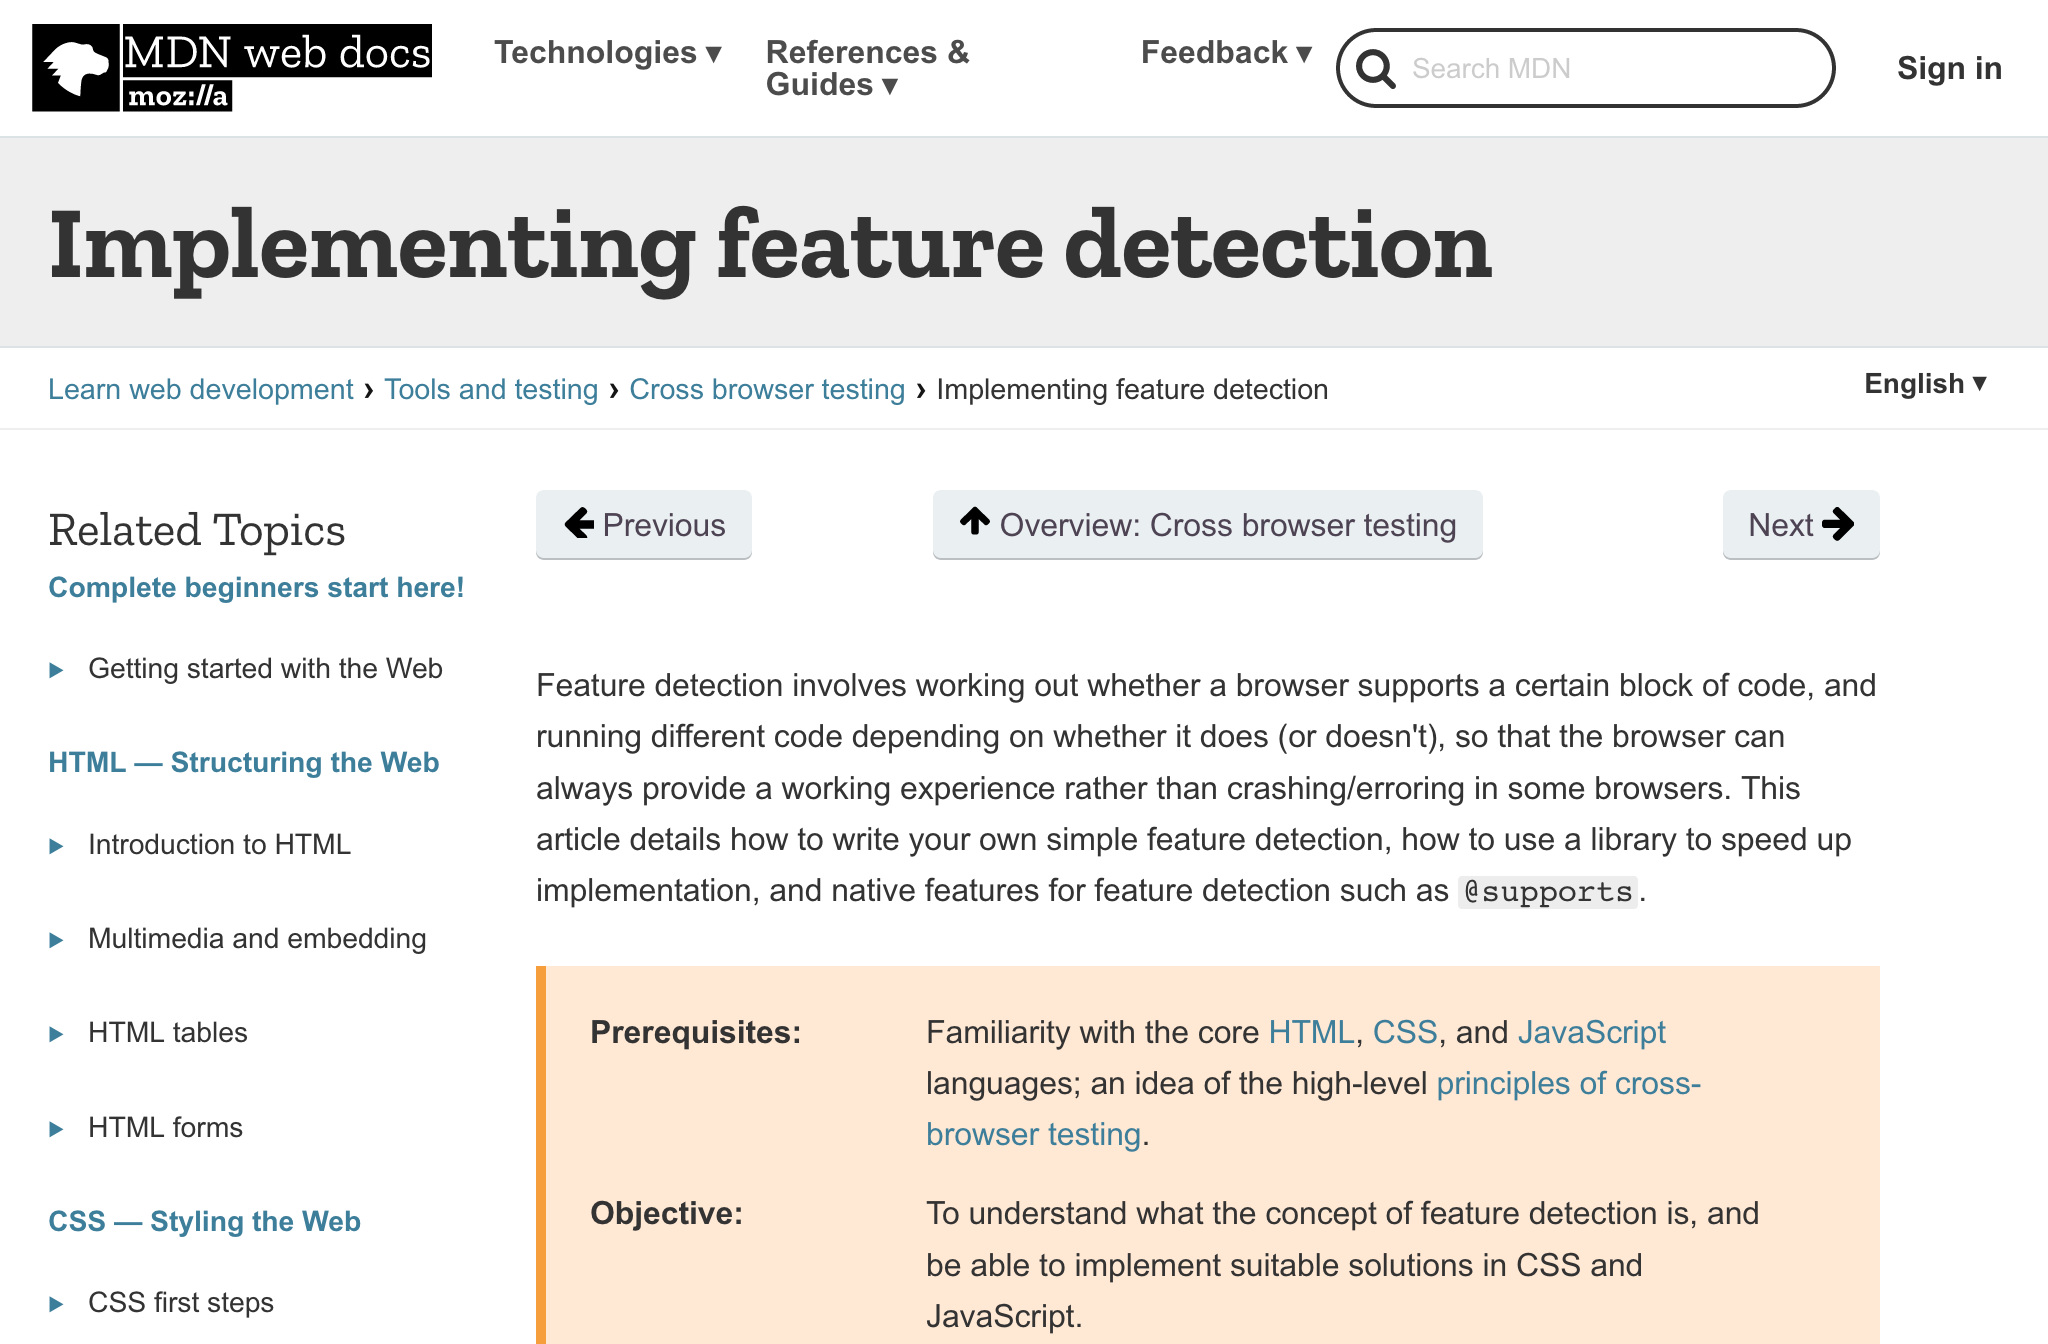 MDN web docs
moz://a
Technologies ▾
References &
Guides ▾
Feedback ▾
Search MDN
Sign in
Implementing feature detection
Learn web development › Tools and testing › Cross browser testing › Implementing feature detection
English ▾
Related Topics
Complete beginners start here!
Getting started with the Web
HTML — Structuring the Web
Introduction to HTML
Multimedia and embedding
HTML tables
HTML forms
CSS — Styling the Web
CSS first steps
Previous
Overview: Cross browser testing
Next
Feature detection involves working out whether a browser supports a certain block of code, and
running different code depending on whether it does (or doesn't), so that the browser can
always provide a working experience rather than crashing/erroring in some browsers. This
article details how to write your own simple feature detection, how to use a library to speed up
implementation, and native features for feature detection such as @supports.
Prerequisites:
Familiarity with the core HTML, CSS, and JavaScript
languages; an idea of the high-level principles of cross-
browser testing.
Objective:
To understand what the concept of feature detection is, and
be able to implement suitable solutions in CSS and
JavaScript.